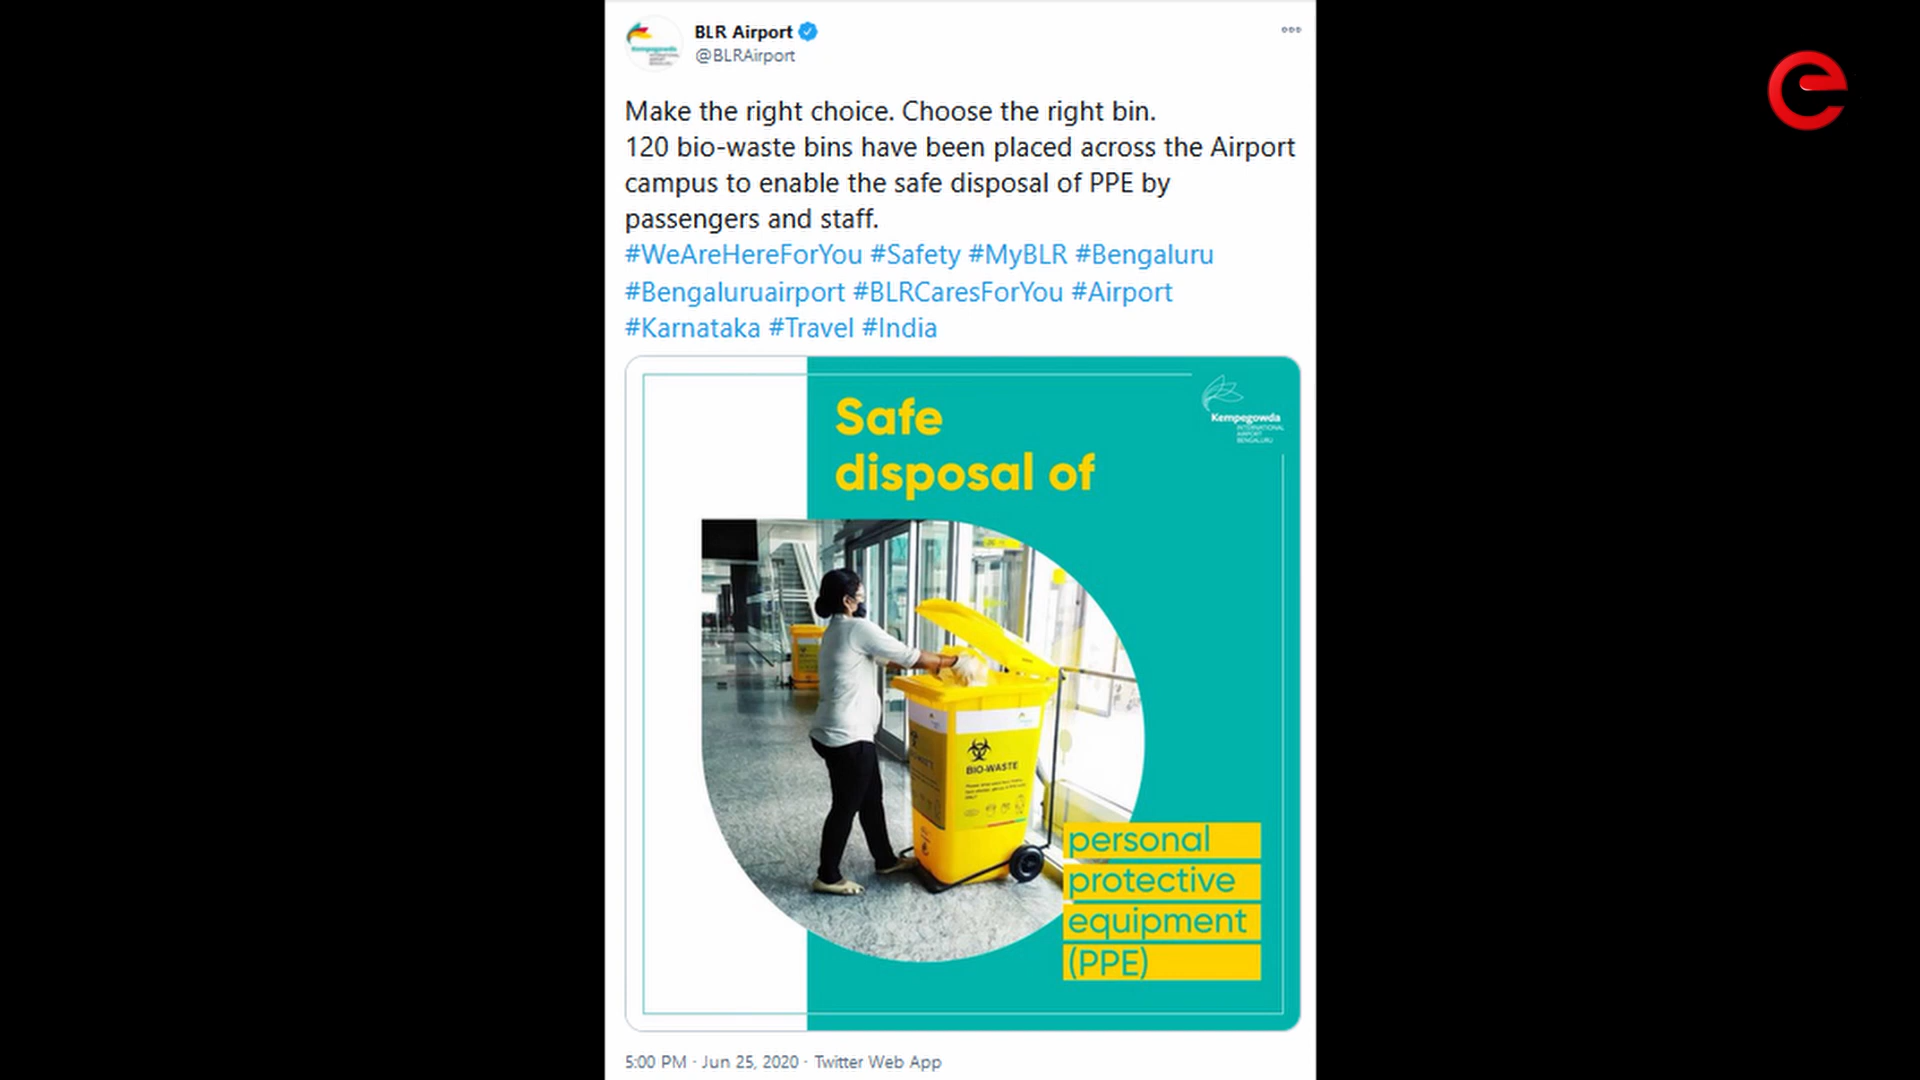 BLR Airport
@BLRAirport
Make the right choice. Choose the right bin.
120 bio-waste bins have been placed across the Airport
campus to enable the safe disposal of PPE by
passengers and staff.
#WeAreHereForYou #Safety #MyBLR #Bengaluru
#Bengaluruairport #BLRCaresForYou #Airport
#Karnataka #Travel #India
Safe
disposal of
Kempegowda
INTERNATIONAL
AIRPORT
BENGALURU
BIO-WASTE
personal
protective
equipment
(PPE)
5:00 PM · Jun 25, 2020 · Twitter Web App